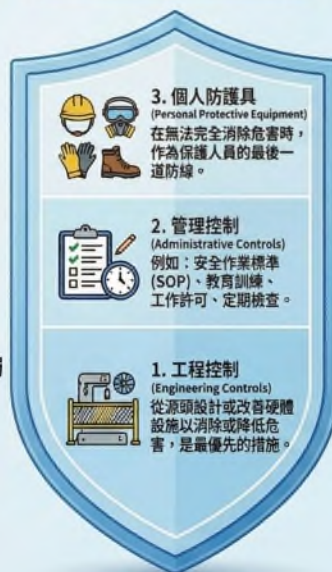 3. 個人防護具
(Personal Protective Equipment)
在無法完全消除危害時，
作為保護人員的最後一
道防線。
2. 管理控制
(Administrative Controls)
例如：安全作業標準
(SOP)、教育訓練、
工作許可、定期檢查。
1. 工程控制
(Engineering Controls)
從源頭設計或改善硬體
設施以消除或降低危
害，是最優先的措施。